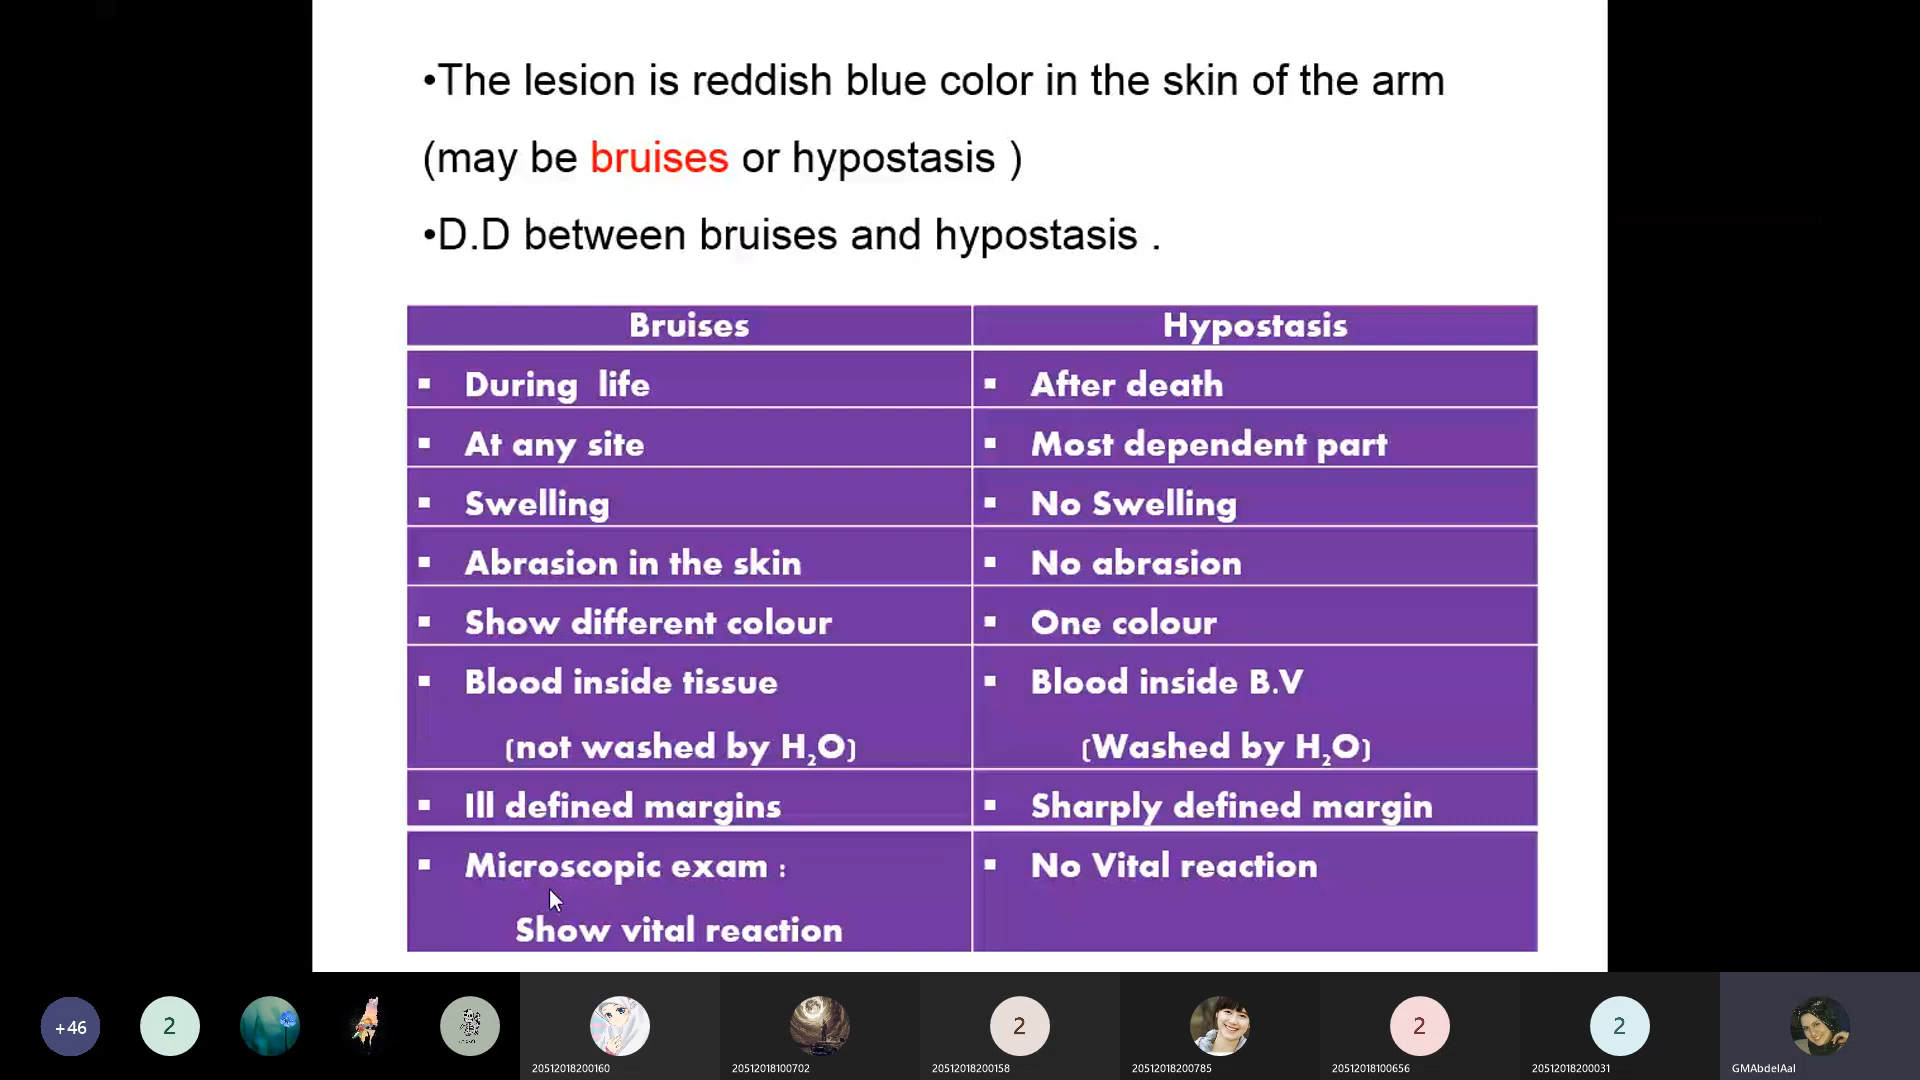 •The lesion is reddish blue color in the skin of the arm
(may be bruises or hypostasis )
•D.D between bruises and hypostasis .
Bruises Hypostasis
▪ During life ▪ After death
▪ At any site ▪ Most dependent part
▪ Swelling ▪ No Swelling
▪ Abrasion in the skin ▪ No abrasion
▪ Show different colour ▪ One colour
▪ Blood inside tissue ▪ Blood inside B.V
(not washed by H₂O) (Washed by H₂O)
▪ Ill defined margins ▪ Sharply defined margin
▪ Microscopic exam : ▪ No Vital reaction
Show vital reaction
+46 2 2 2 2
20512018200160 20512018100702 20512018200158 20512018200785 20512018100656 20512018200031 GMAbdelAal